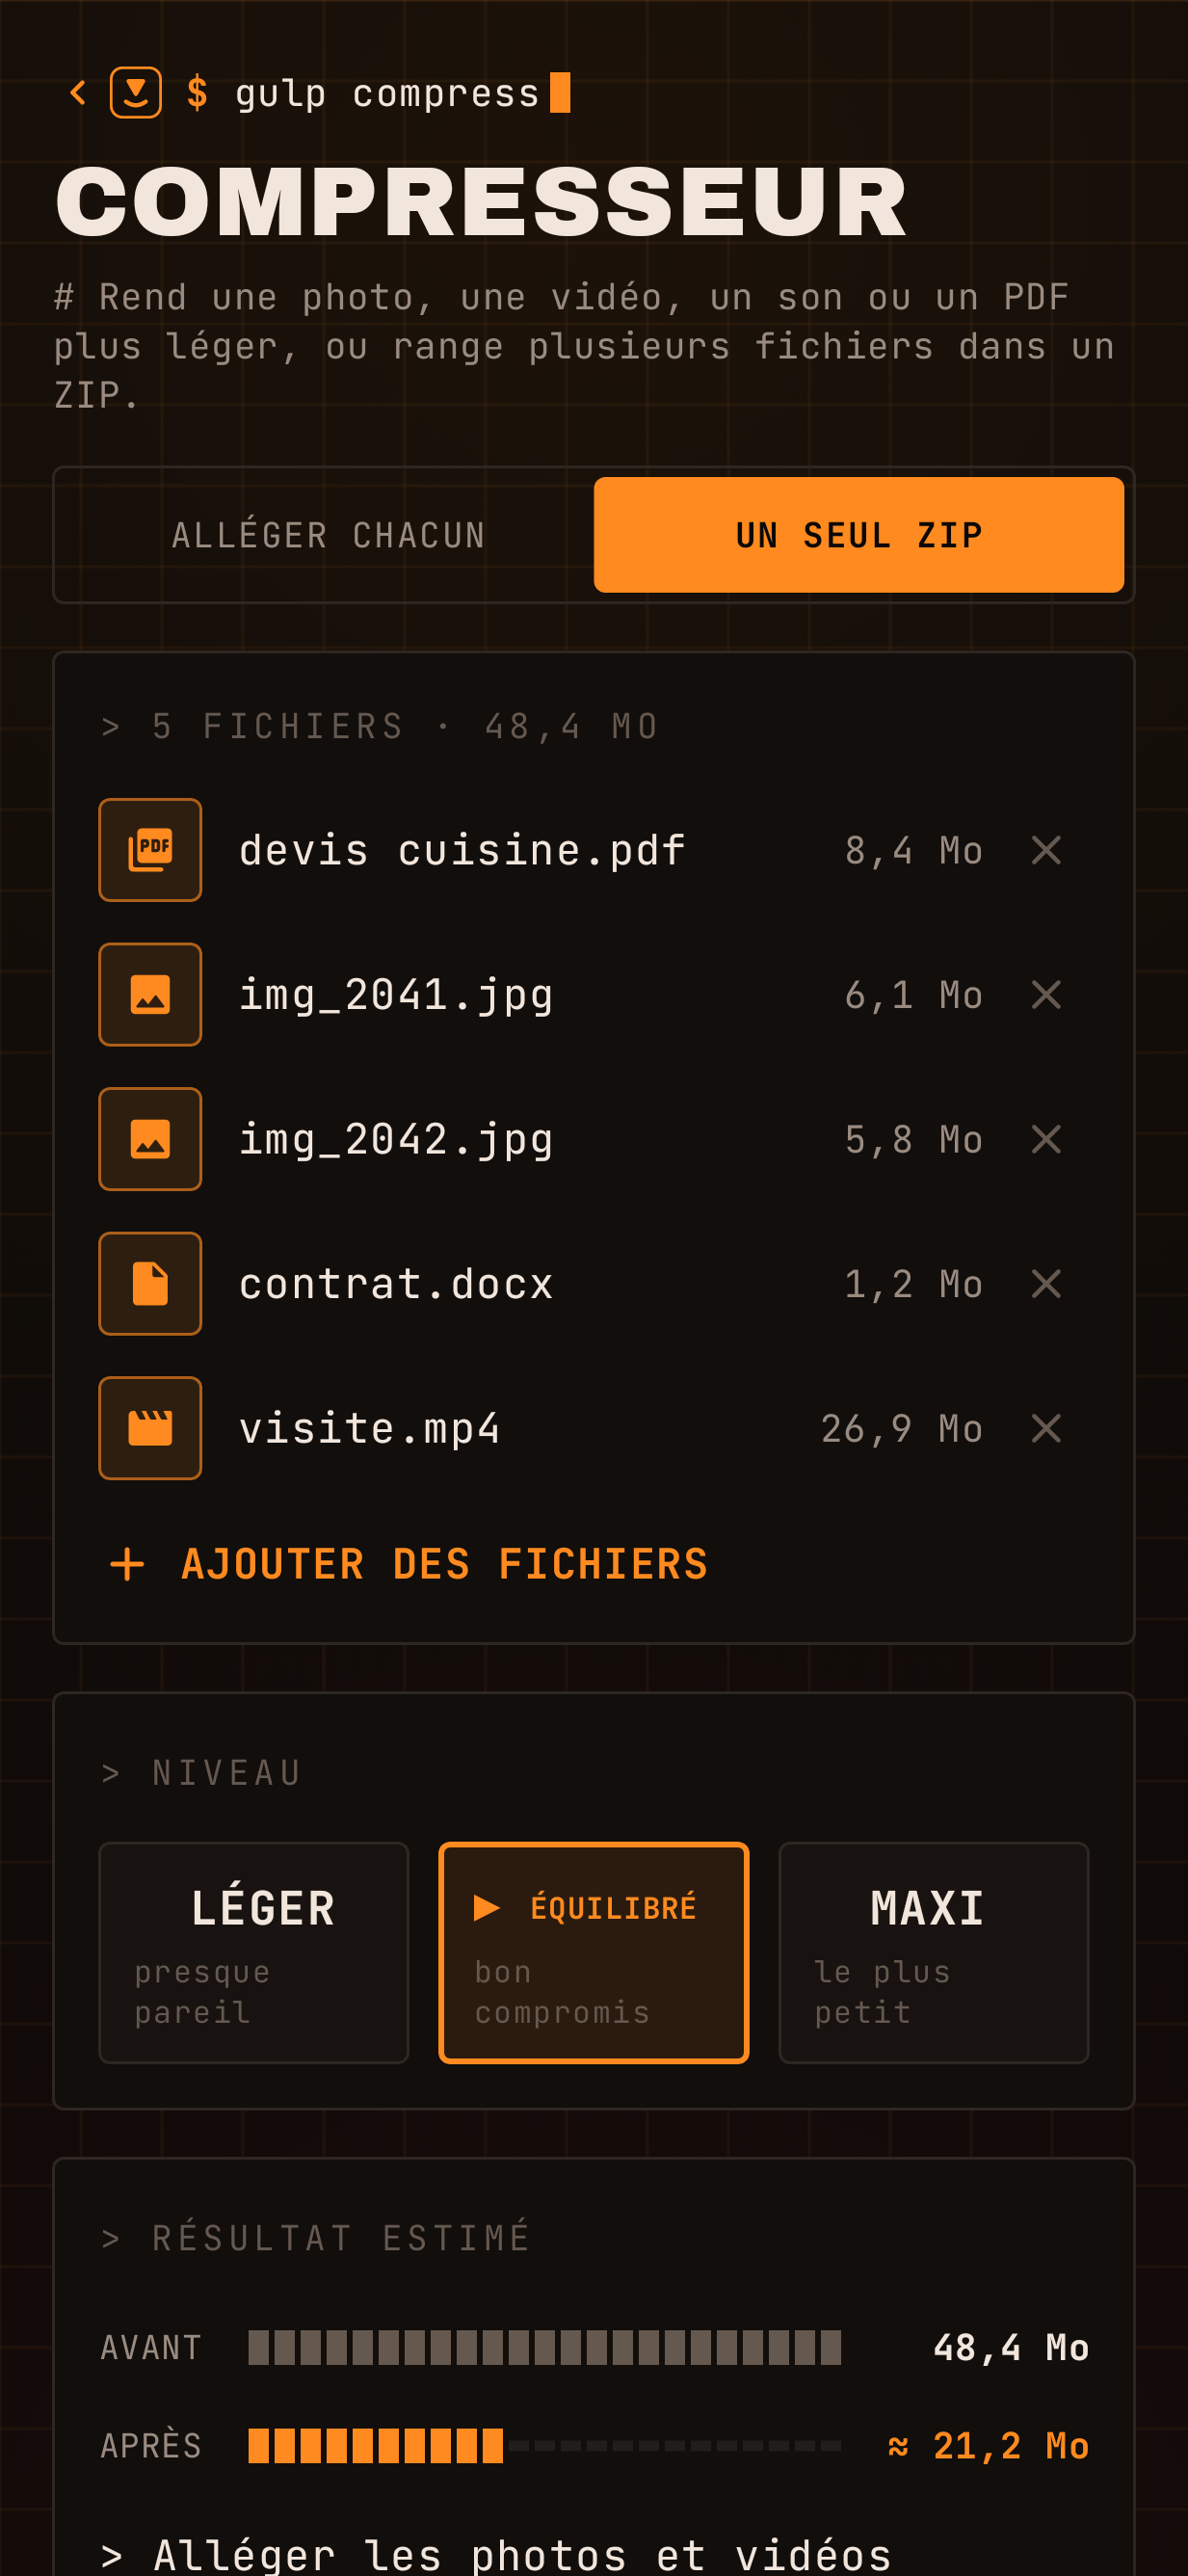 $ gulp compress
COMPRESSEUR
# Rend une photo, une vidéo, un son ou un PDF
plus léger, ou range plusieurs fichiers dans un
ZIP.
ALLÉGER CHACUN
UN SEUL ZIP
> 5 FICHIERS · 48,4 MO
PDF devis cuisine.pdf 8,4 Mo
img_2041.jpg 6,1 Mo
img_2042.jpg 5,8 Mo
contrat.docx 1,2 Mo
visite.mp4 26,9 Mo
+ AJOUTER DES FICHIERS
> NIVEAU
LÉGER
presque
pareil
▶ ÉQUILIBRÉ
bon
compromis
MAXI
le plus
petit
> RÉSULTAT ESTIMÉ
AVANT 48,4 Mo
APRÈS ≈ 21,2 Mo
> Alléger les photos et vidéos